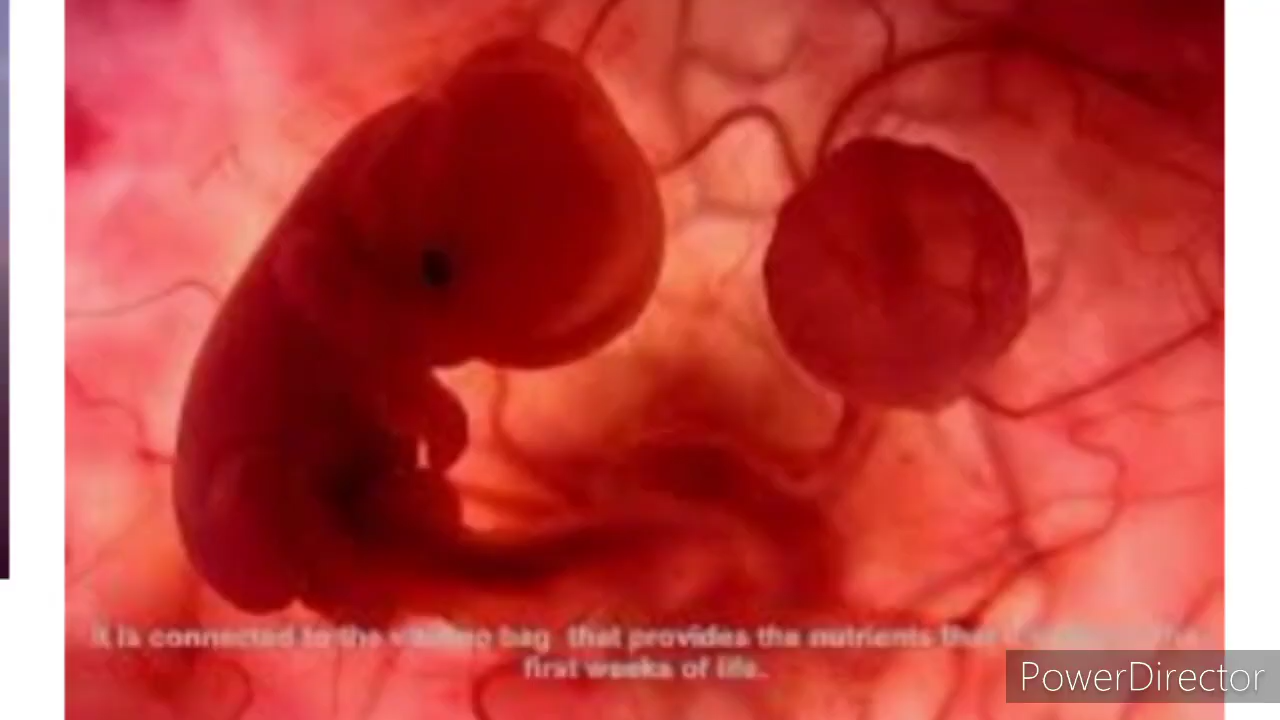 It is connected to the bag that provides the nutrients
first weeks of life.
PowerDirector